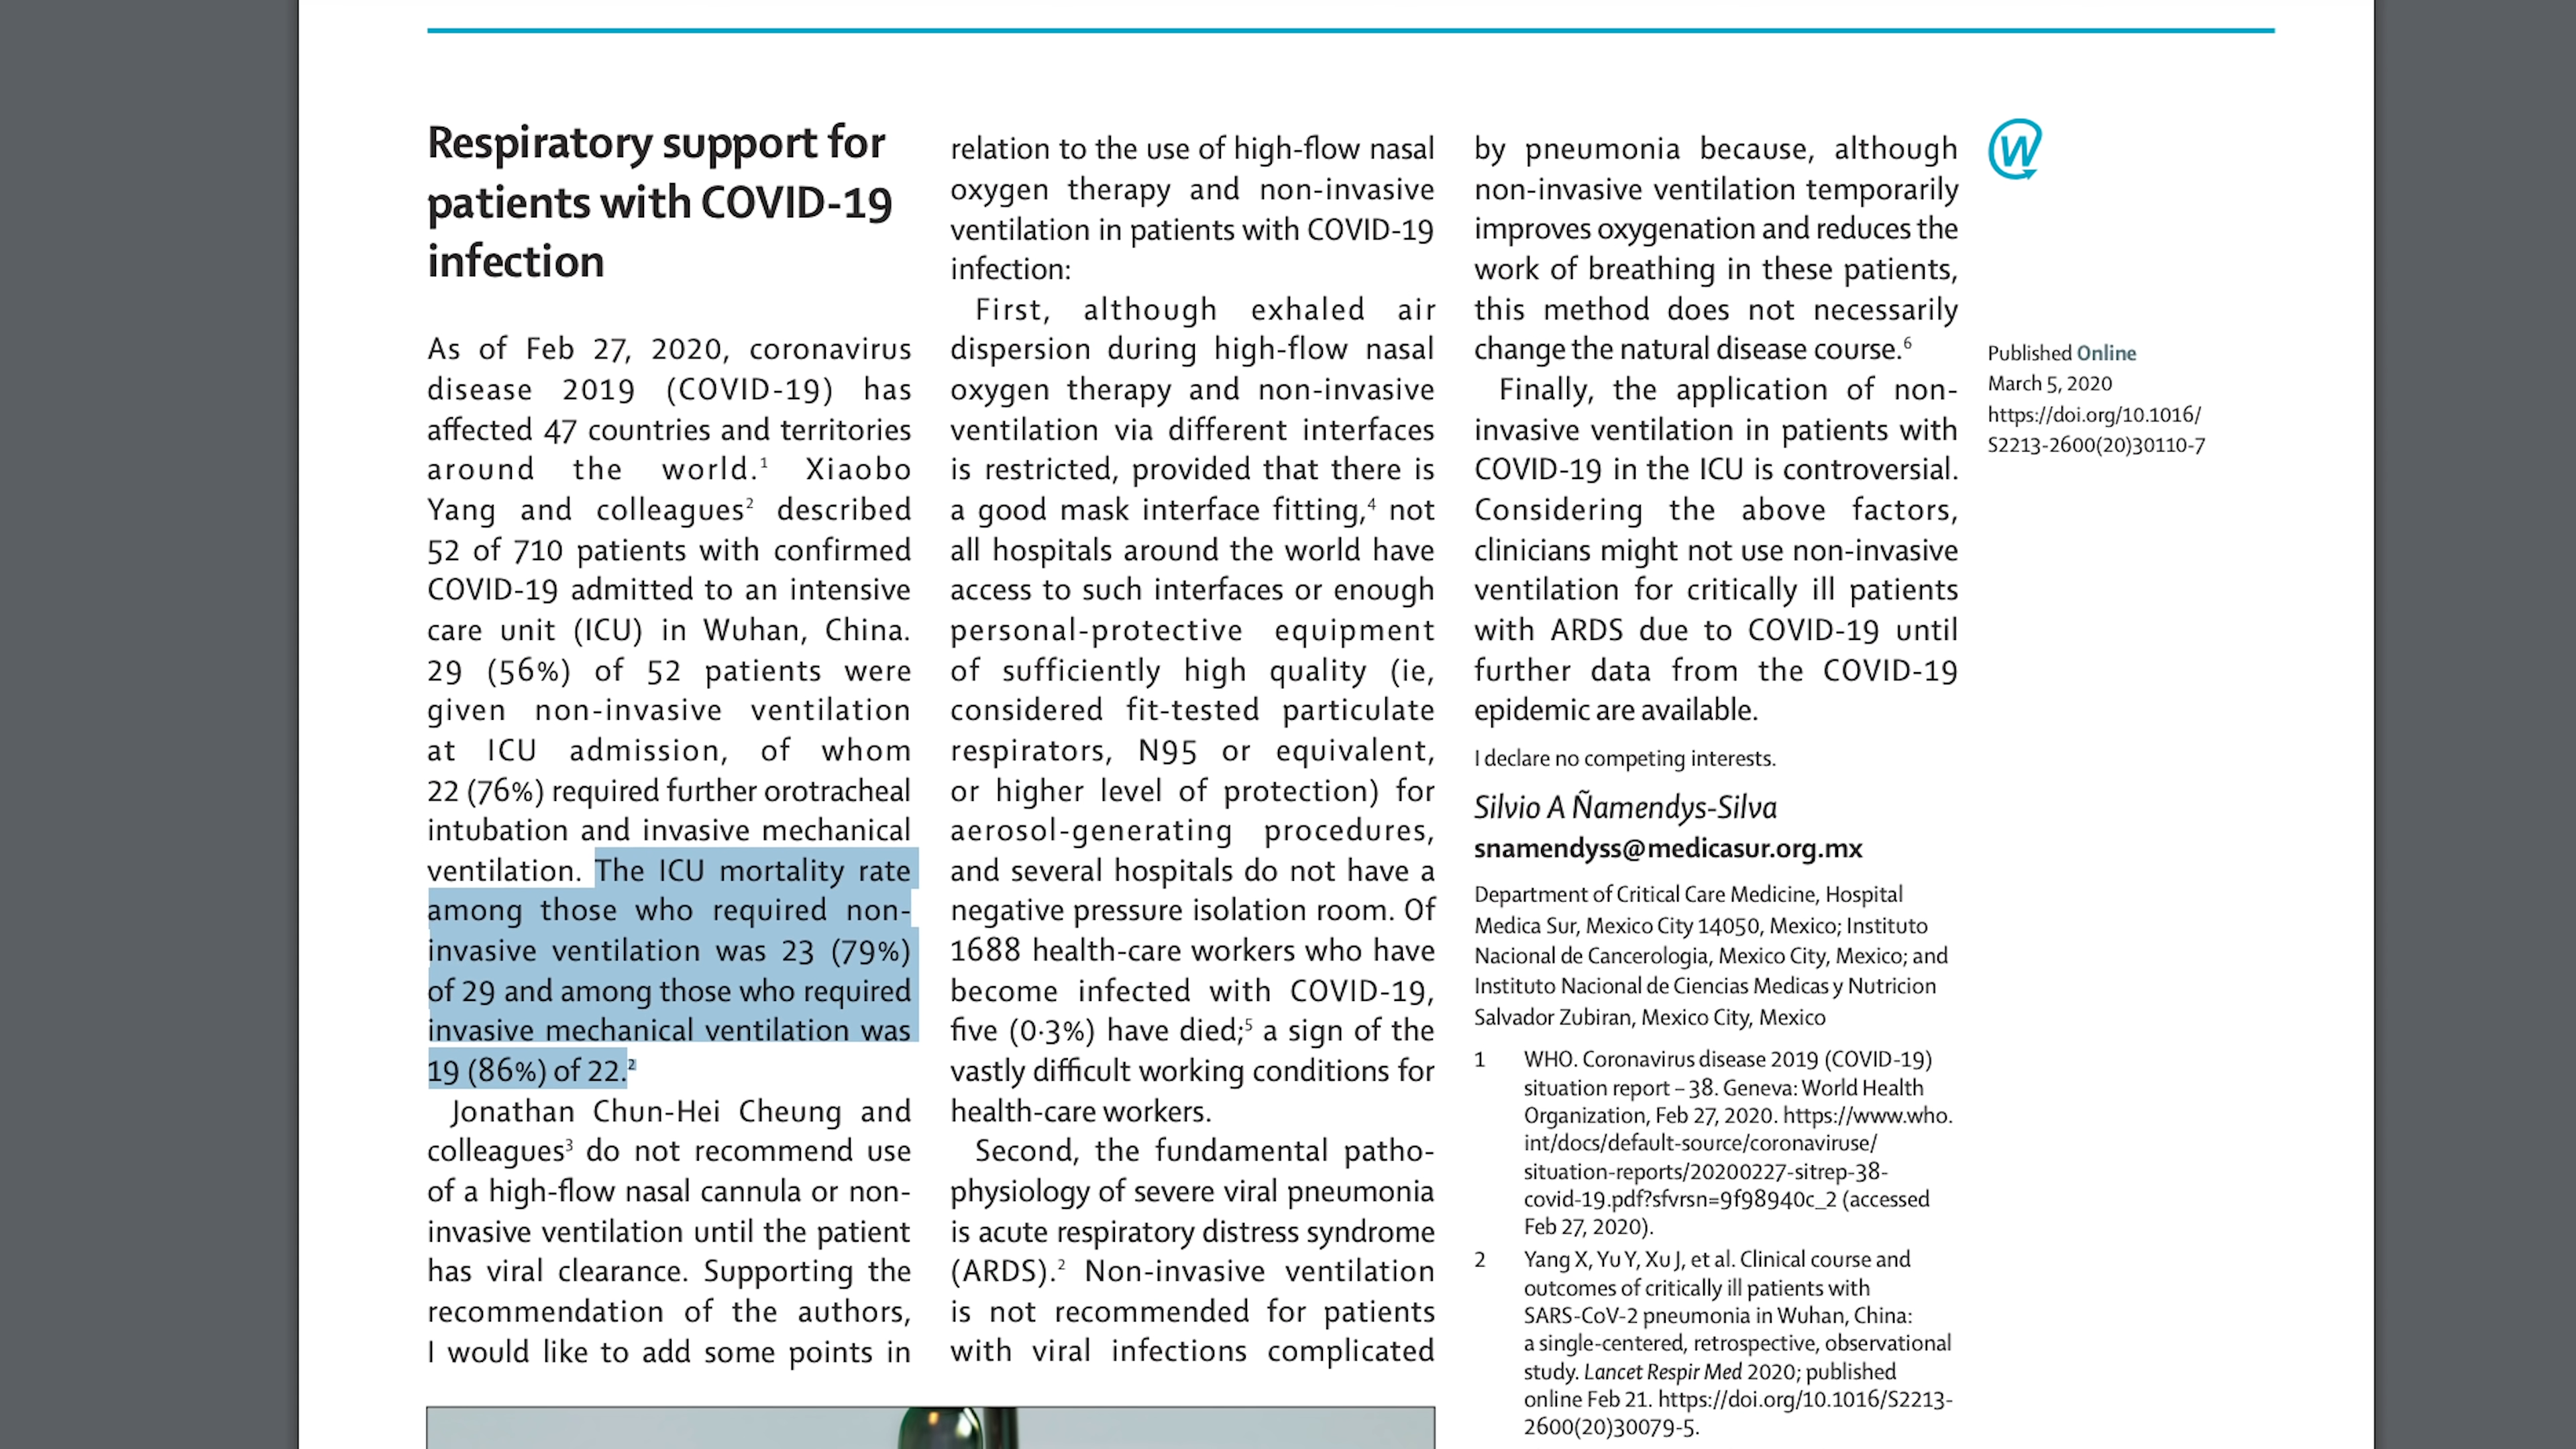 Respiratory support for
patients with COVID-19
infection
As of Feb 27, 2020, coronavirus
disease 2019 (COVID-19) has
affected 47 countries and territories
around the world.1 Xiaobo
Yang and colleagues2 described
52 of 710 patients with confirmed
COVID-19 admitted to an intensive
care unit (ICU) in Wuhan, China.
29 (56%) of 52 patients were
given non-invasive ventilation
at ICU admission, of whom
22 (76%) required further orotracheal
intubation and invasive mechanical
ventilation. The ICU mortality rate
among those who required non-
invasive ventilation was 23 (79%)
of 29 and among those who required
invasive mechanical ventilation was
19 (86%) of 22.2
Jonathan Chun-Hei Cheung and
colleagues3 do not recommend use
of a high-flow nasal cannula or non-
invasive ventilation until the patient
has viral clearance. Supporting the
recommendation of the authors,
I would like to add some points in
relation to the use of high-flow nasal
oxygen therapy and non-invasive
ventilation in patients with COVID-19
infection:
First, although exhaled air
dispersion during high-flow nasal
oxygen therapy and non-invasive
ventilation via different interfaces
is restricted, provided that there is
a good mask interface fitting,4 not
all hospitals around the world have
access to such interfaces or enough
personal-protective equipment
of sufficiently high quality (ie,
considered fit-tested particulate
respirators, N95 or equivalent,
or higher level of protection) for
aerosol-generating procedures,
and several hospitals do not have a
negative pressure isolation room. Of
1688 health-care workers who have
become infected with COVID-19,
five (0·3%) have died;5 a sign of the
vastly difficult working conditions for
health-care workers.
Second, the fundamental patho-
physiology of severe viral pneumonia
is acute respiratory distress syndrome
(ARDS).2 Non-invasive ventilation
is not recommended for patients
with viral infections complicated
by pneumonia because, although
non-invasive ventilation temporarily
improves oxygenation and reduces the
work of breathing in these patients,
this method does not necessarily
change the natural disease course.6
Finally, the application of non-
invasive ventilation in patients with
COVID-19 in the ICU is controversial.
Considering the above factors,
clinicians might not use non-invasive
ventilation for critically ill patients
with ARDS due to COVID-19 until
further data from the COVID-19
epidemic are available.
I declare no competing interests.
Silvio A Ñamendys-Silva
snamendyss@medicasur.org.mx
Department of Critical Care Medicine, Hospital
Medica Sur, Mexico City 14050, Mexico; Instituto
Nacional de Cancerologia, Mexico City, Mexico; and
Instituto Nacional de Ciencias Medicas y Nutricion
Salvador Zubiran, Mexico City, Mexico
1 WHO. Coronavirus disease 2019 (COVID-19)
situation report – 38. Geneva: World Health
Organization, Feb 27, 2020. https://www.who.
int/docs/default-source/coronaviruse/
situation-reports/20200227-sitrep-38-
covid-19.pdf?sfvrsn=9f98940c_2 (accessed
Feb 27, 2020).
2 Yang X, Yu Y, Xu J, et al. Clinical course and
outcomes of critically ill patients with
SARS-CoV-2 pneumonia in Wuhan, China:
a single-centered, retrospective, observational
study. Lancet Respir Med 2020; published
online Feb 21. https://doi.org/10.1016/S2213-
2600(20)30079-5.
W
Published Online
March 5, 2020
https://doi.org/10.1016/
S2213-2600(20)30110-7